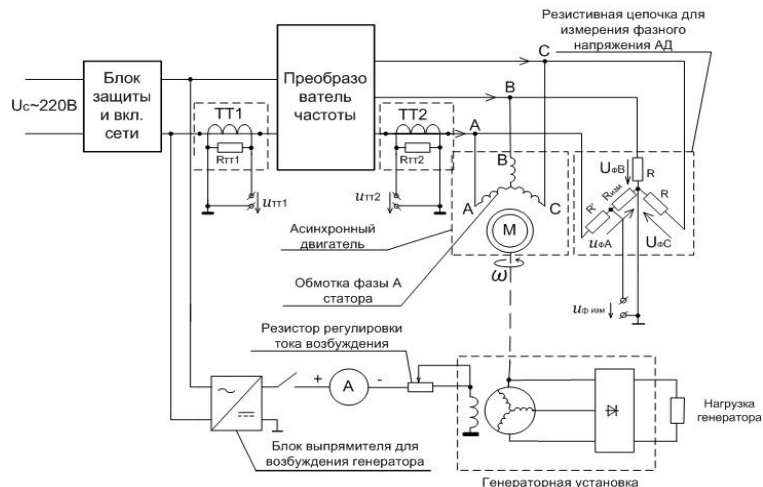 Резистивная цепочка для
измерения фазного
напряжения АД
Блок
защиты
и вкл.
сети
Преобразо
ватель
частоты
Uс~220В
ТТ1
Rтт1
uтт1
ТТ2
Rтт2
uтт2
A
B
C
B
A
C
М
ω
UфB
R
Rизм
R
R'
uфA
UфC
uф изм
Асинхронный
двигатель
Обмотка фазы А
статора
Резистор регулировки
тока возбуждения
+
A
-
Нагрузка
генератора
Блок выпрямителя для
возбуждения генератора
Генераторная установка